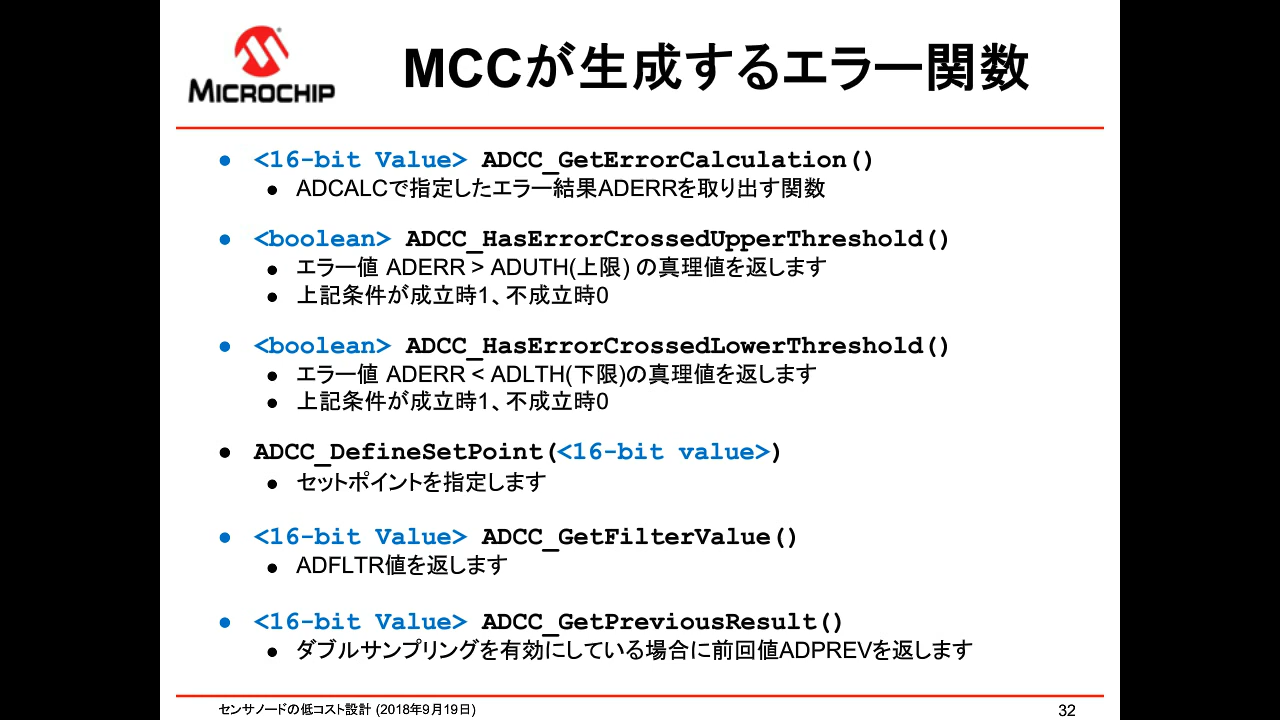 MICROCHIP
MCCが生成するエラー関数
● <16-bit Value> ADCC_GetErrorCalculation()
● ADCALCで指定したエラー結果ADERRを取り出す関数
● <boolean> ADCC_HasErrorCrossedUpperThreshold()
● エラー値 ADERR > ADUTH(上限) の真理値を返します
● 上記条件が成立時1、不成立時0
● <boolean> ADCC_HasErrorCrossedLowerThreshold()
● エラー値 ADERR < ADLTH(下限)の真理値を返します
● 上記条件が成立時1、不成立時0
● ADCC_DefineSetPoint(<16-bit value>)
● セットポイントを指定します
● <16-bit Value> ADCC_GetFilterValue()
● ADFLTR値を返します
● <16-bit Value> ADCC_GetPreviousResult()
● ダブルサンプリングを有効にしている場合に前回値ADPREVを返します
センサノードの低コスト設計 (2018年9月19日)
32